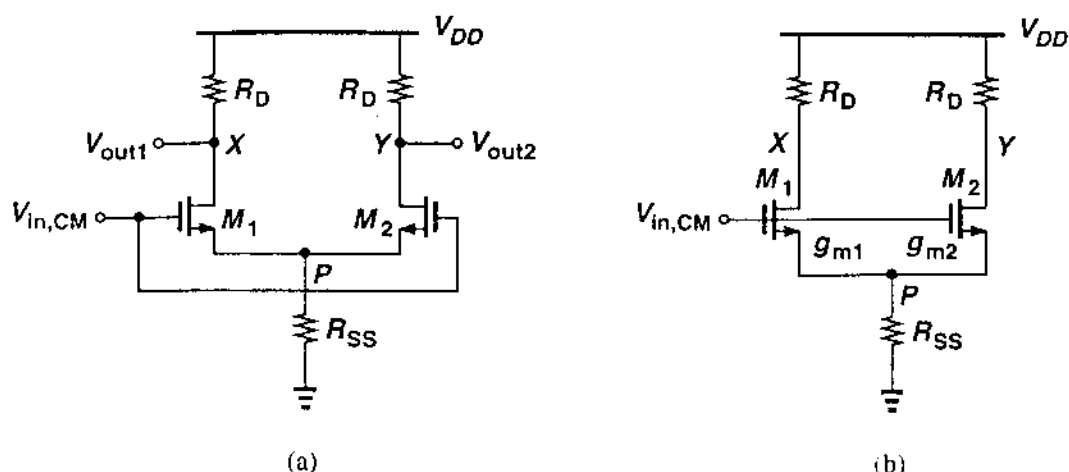 V_DD
R_D R_D
V_out1 X Y V_out2
V_in,CM M_1 M_2
P
R_SS
(a)
V_DD
R_D R_D
X Y
M_1 M_2
V_in,CM
g_m1 g_m2
P
R_SS
(b)